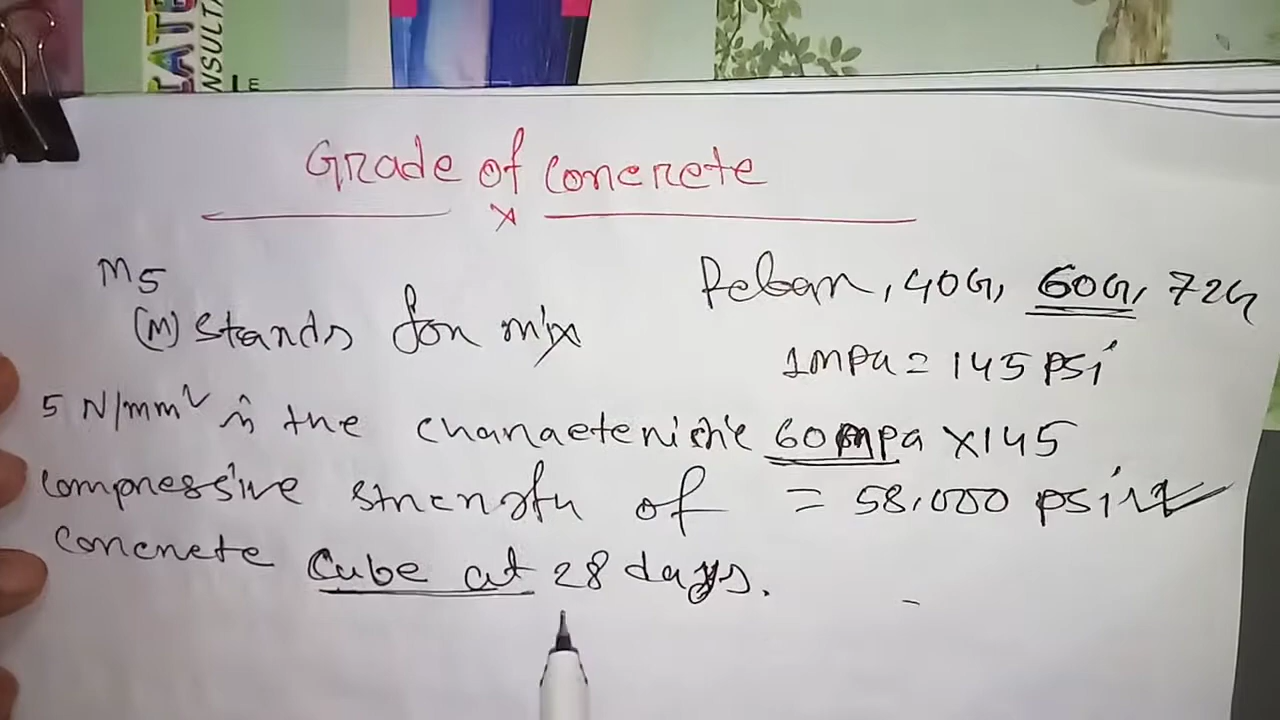 Grade of concrete
x
M5
(M) Stands for mix
5 N/mm² is the characteristic
compressive strength of
concrete cube at 28 days.
Rebar, 40G, 60G, 72G
1mpa = 145 psi
60mpa x145
= 58,000 psi